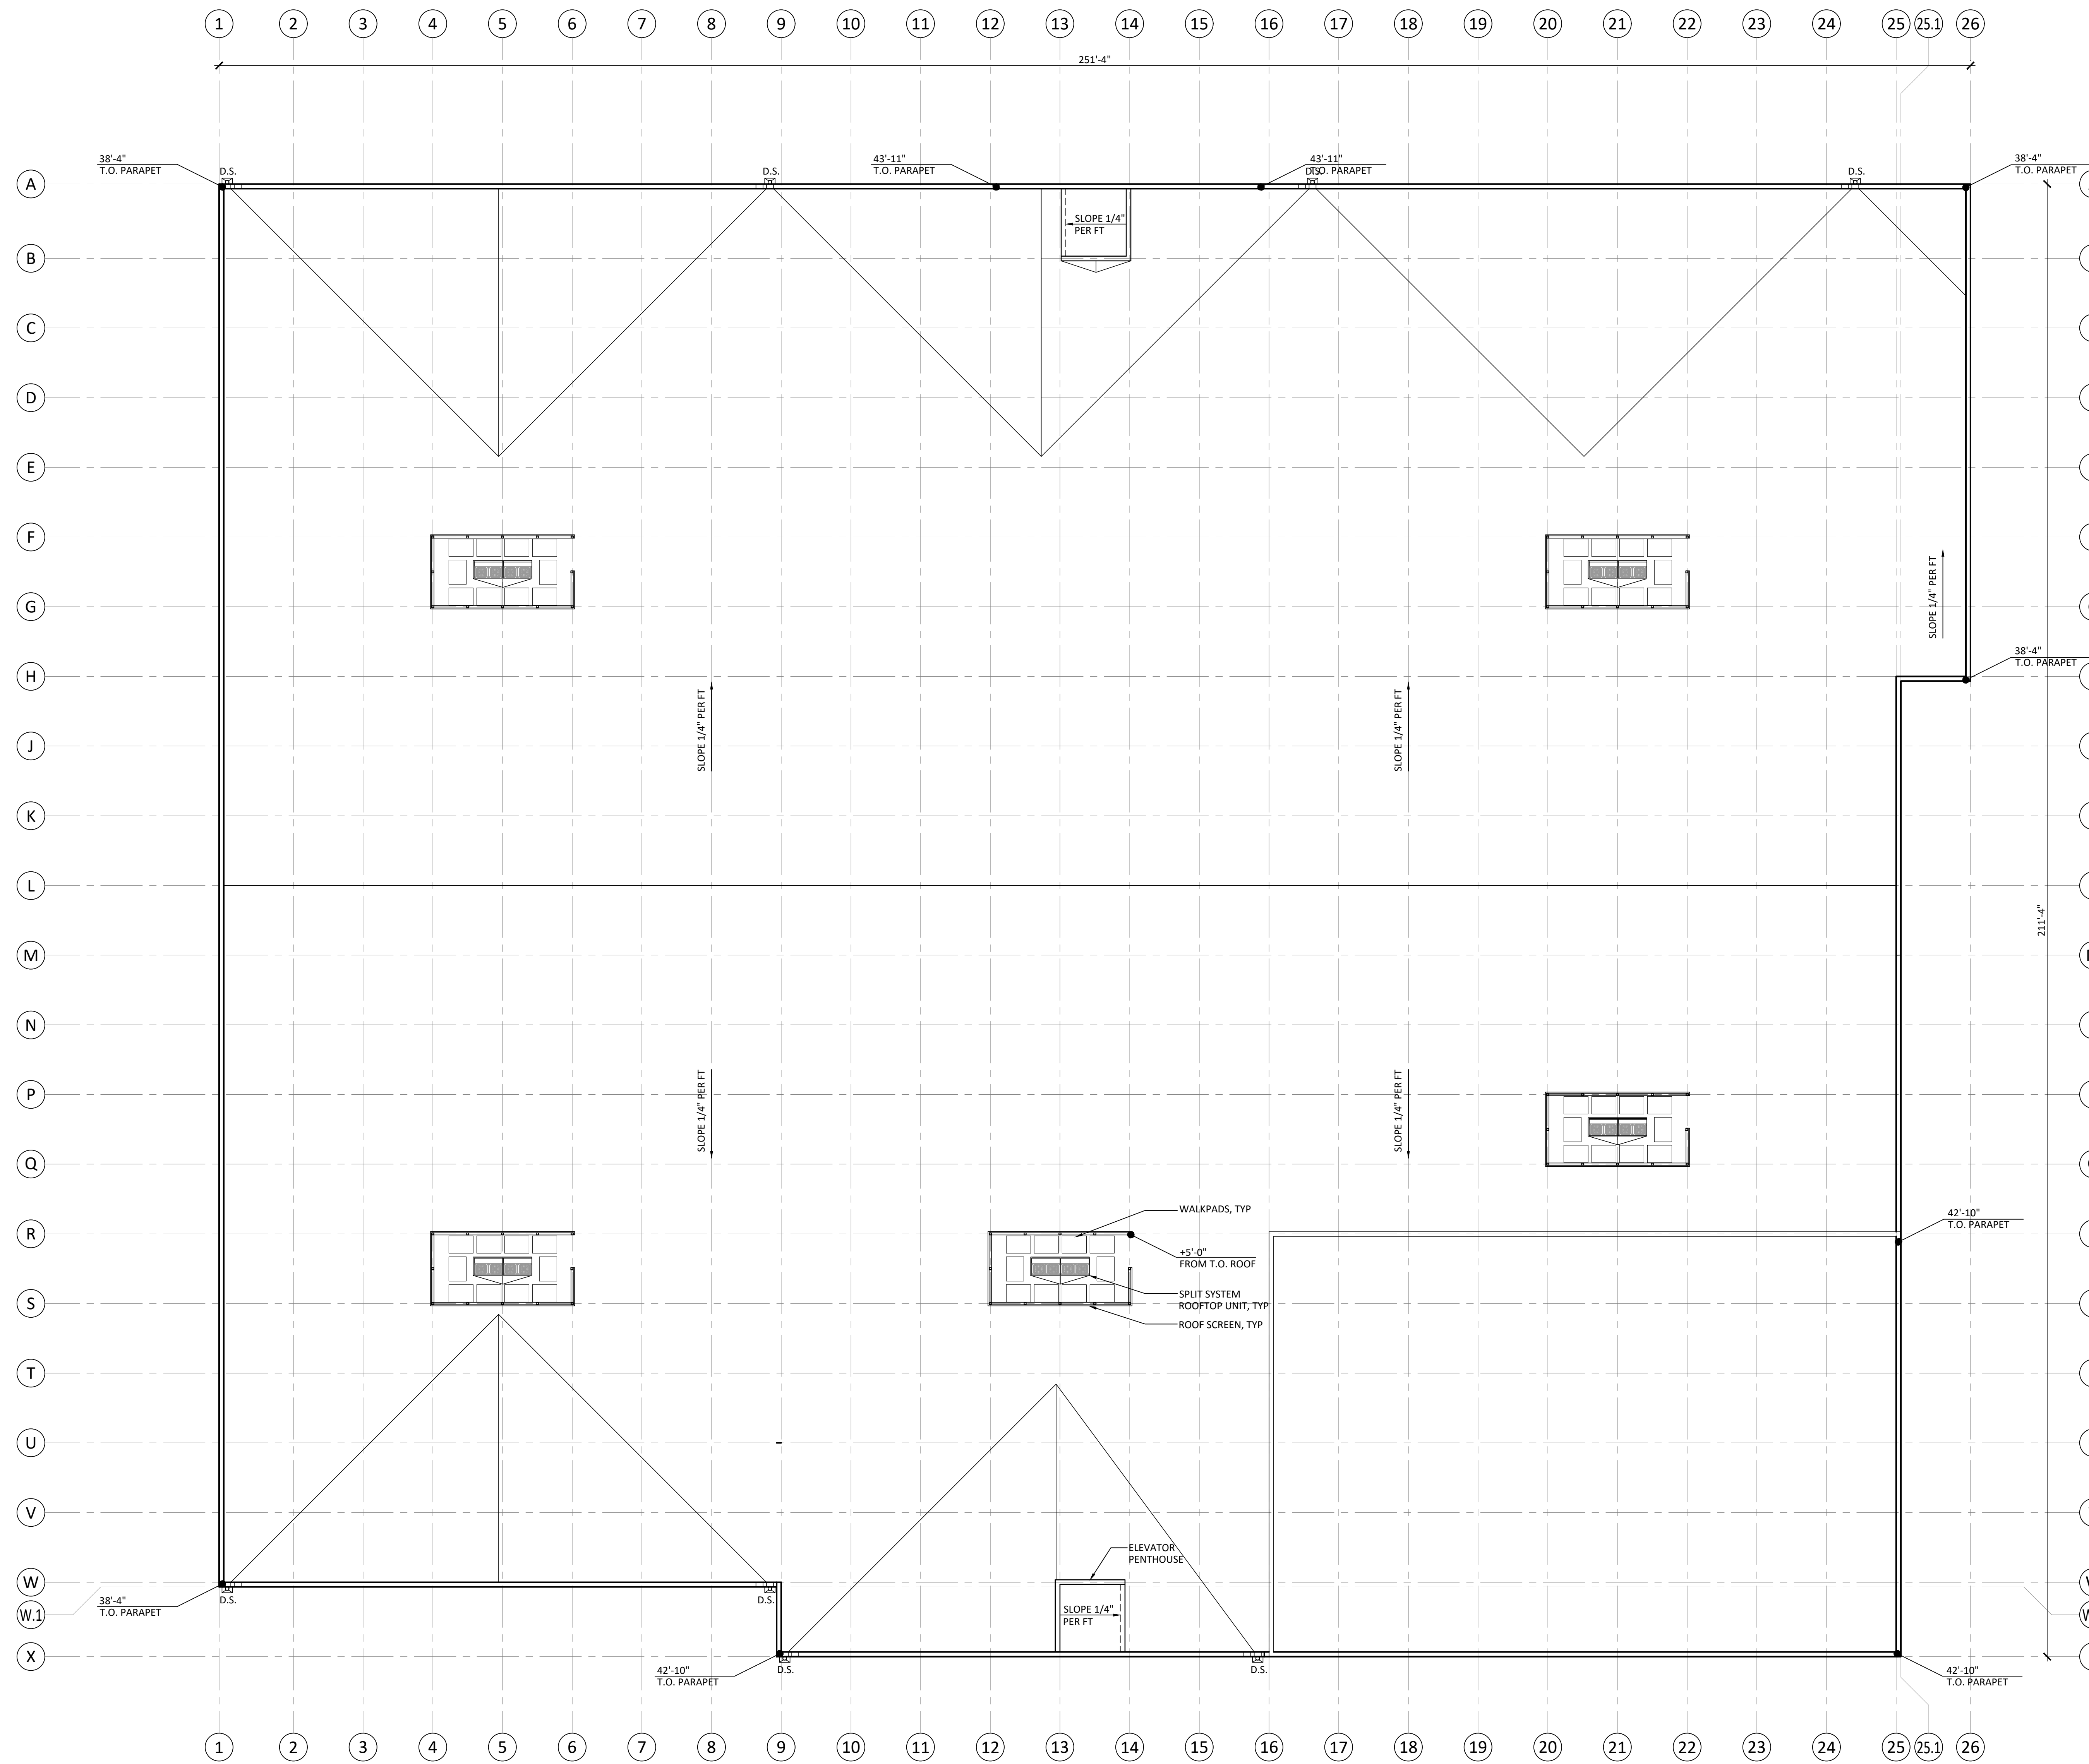 1 2 3 4 5 6 7 8 9 10 11 12 13 14 15 16 17 18 19 20 21 22 23 24 25 25.1 26
251'-4"
38'-4"
T.O. PARAPET
D.S.
D.S.
43'-11"
T.O. PARAPET
43'-11"
T.O. PARAPET
D.S.
D.S.
38'-4"
T.O. PARAPET
A
SLOPE 1/4"
PER FT
B
C
D
E
F
SLOPE 1/4" PER FT
G
38'-4"
T.O. PARAPET
H
SLOPE 1/4" PER FT
SLOPE 1/4" PER FT
J
K
L
211'-4"
M
N
P
SLOPE 1/4" PER FT
SLOPE 1/4" PER FT
Q
WALKPADS, TYP
R
42'-10"
T.O. PARAPET
+5'-0"
FROM T.O. ROOF
SPLIT SYSTEM
ROOFTOP UNIT, TYP
S
ROOF SCREEN, TYP
T
U
V
ELEVATOR
PENTHOUSE
W
38'-4"
T.O. PARAPET
D.S.
D.S.
W.1
SLOPE 1/4"
PER FT
X
42'-10"
T.O. PARAPET
D.S.
D.S.
42'-10"
T.O. PARAPET
1 2 3 4 5 6 7 8 9 10 11 12 13 14 15 16 17 18 19 20 21 22 23 24 25 25.1 26